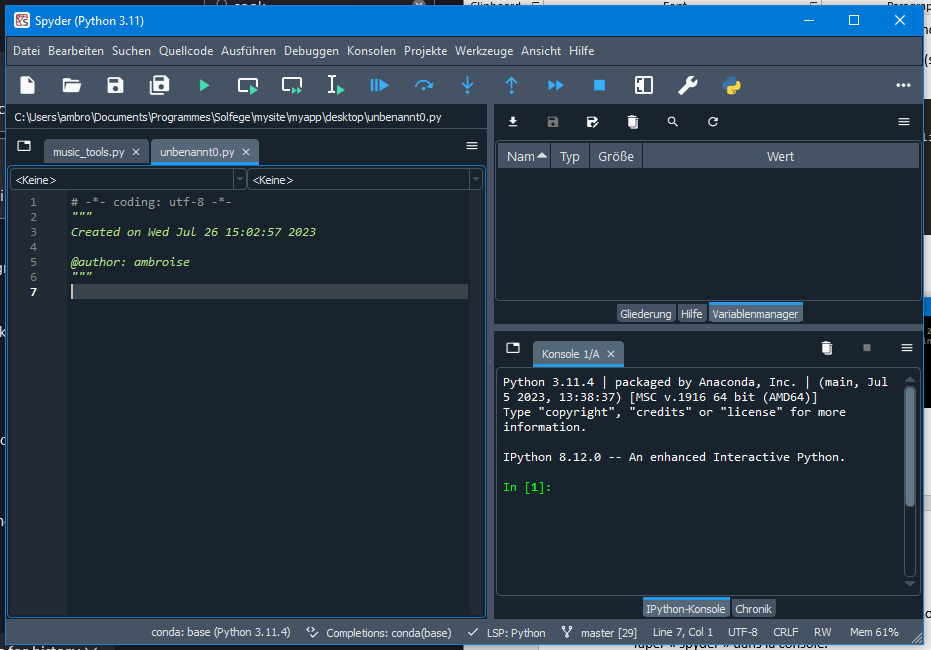 Spyder (Python 3.11)
Datei Bearbeiten Suchen Quellcode Ausführen Debuggen Konsolen Projekte Werkzeuge Ansicht Hilfe
C:\Users\ambro\Documents\Programmes\Solfege\mysite\myapp\desktop\unbenannt0.py
music_tools.py
unbenannt0.py
<Keine>
<Keine>
1 # -*- coding: utf-8 -*-
2 """
3 Created on Wed Jul 26 15:02:57 2023
4
5 @author: ambroise
6 """
7
Nam Typ Größe Wert
Gliederung Hilfe Variablenmanager
Konsole 1/A
Python 3.11.4 | packaged by Anaconda, Inc. | (main, Jul
5 2023, 13:38:37) [MSC v.1916 64 bit (AMD64)]
Type "copyright", "credits" or "license" for more
information.
IPython 8.12.0 -- An enhanced Interactive Python.
In [1]:
IPython-Konsole Chronik
conda: base (Python 3.11.4) Completions: conda(base) LSP: Python master [29] Line 7, Col 1 UTF-8 CRLF RW Mem 61%